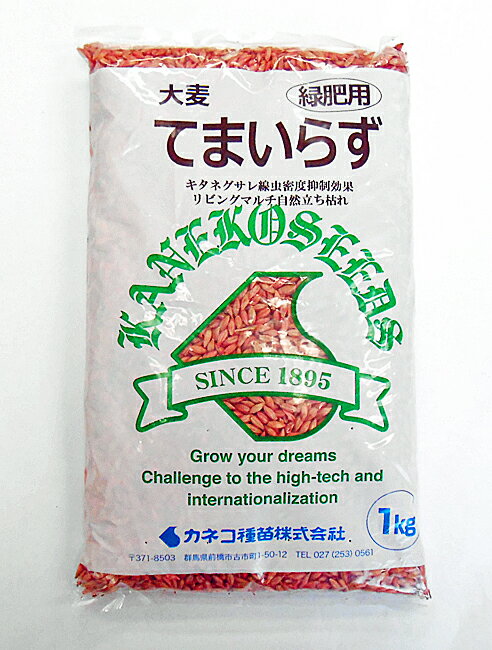 大麦 緑肥用
てまいらず
キタネグサレ線虫密度抑制効果
リビングマルチ自然立ち枯れ
KANEKO SEEDS
SINCE 1895
Grow your dreams
Challenge to the high-tech and
internationalization
1kg
カネコ種苗株式会社
〒371-8503 群馬県前橋市古市町1-50-12 TEL 027 (253) 0561